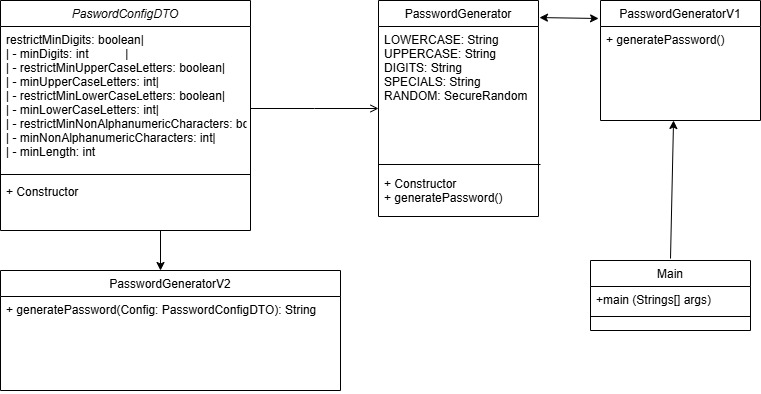 PaswordConfigDTO
restrictMinDigits: boolean|
| - minDigits: int |
| - restrictMinUpperCaseLetters: boolean|
| - minUpperCaseLetters: int|
| - restrictMinLowerCaseLetters: boolean|
| - minLowerCaseLetters: int|
| - restrictMinNonAlphanumericCharacters: bo
| - minNonAlphanumericCharacters: int|
| - minLength: int
+ Constructor
PasswordGenerator
LOWERCASE: String
UPPERCASE: String
DIGITS: String
SPECIALS: String
RANDOM: SecureRandom
+ Constructor
+ generatePassword()
PasswordGeneratorV1
+ generatePassword()
PasswordGeneratorV2
+ generatePassword(Config: PasswordConfigDTO): String
Main
+main (Strings[] args)